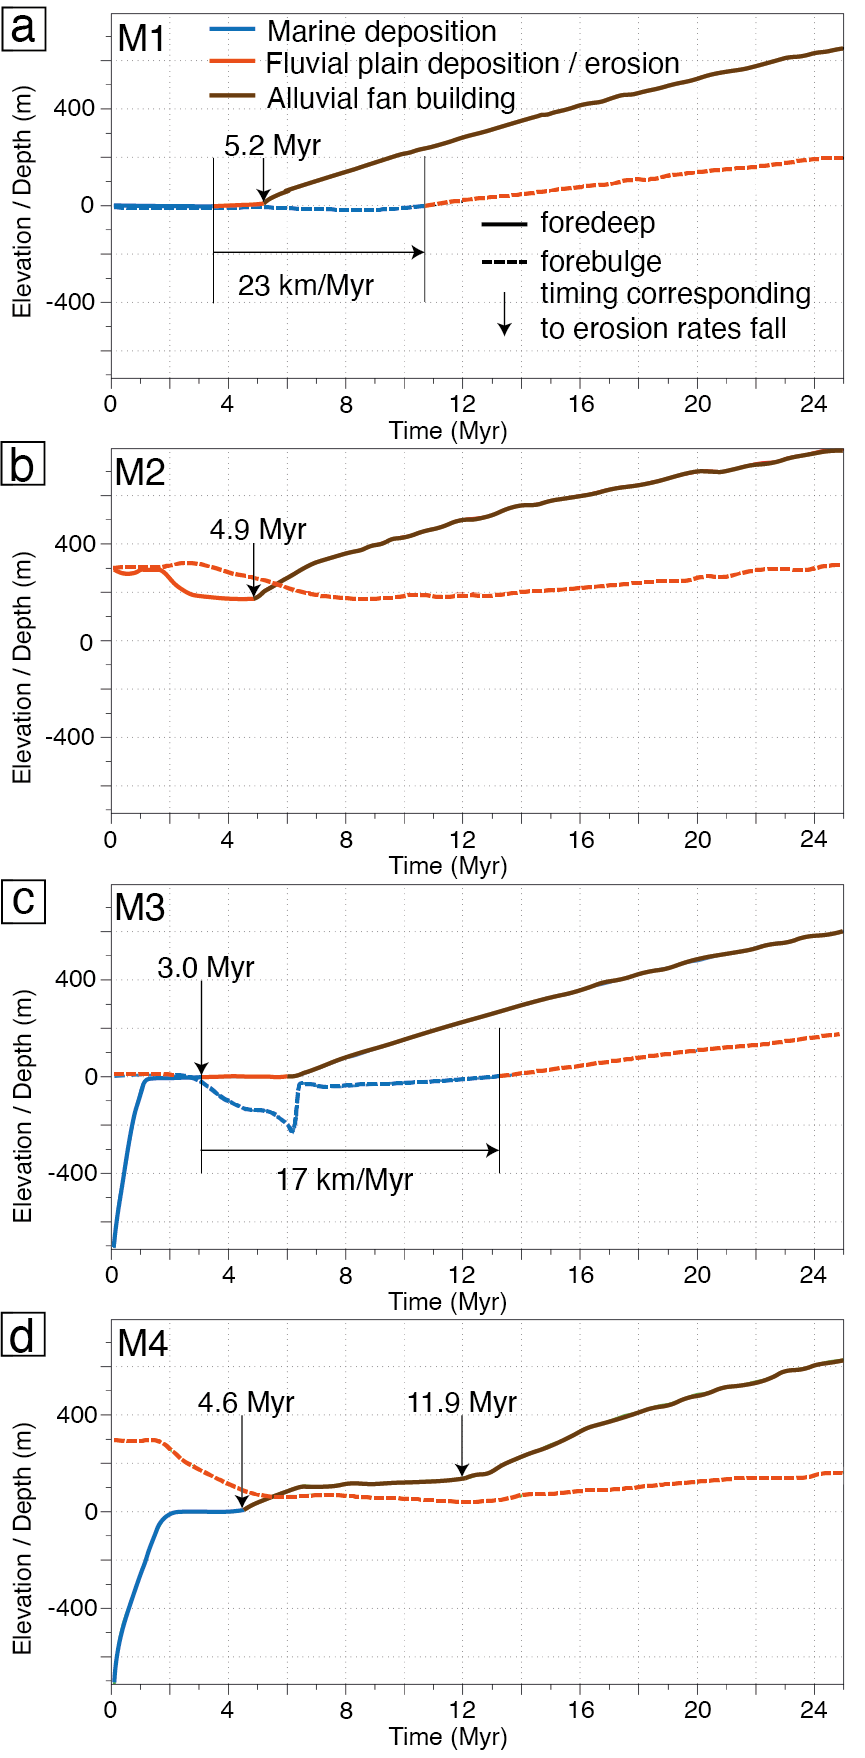 a
M1
Marine deposition
Fluvial plain deposition / erosion
Alluvial fan building
Elevation / Depth (m)
400
0
-400
5.2 Myr
23 km/Myr
foredeep
forebulge
timing corresponding
to erosion rates fall
0 4 8 12 16 20 24
Time (Myr)
b
M2
Elevation / Depth (m)
400
0
-400
4.9 Myr
0 4 8 12 16 20 24
Time (Myr)
c
M3
Elevation / Depth (m)
400
0
-400
3.0 Myr
17 km/Myr
0 4 8 12 16 20 24
Time (Myr)
d
M4
Elevation / Depth (m)
400
0
-400
4.6 Myr
11.9 Myr
0 4 8 12 16 20 24
Time (Myr)